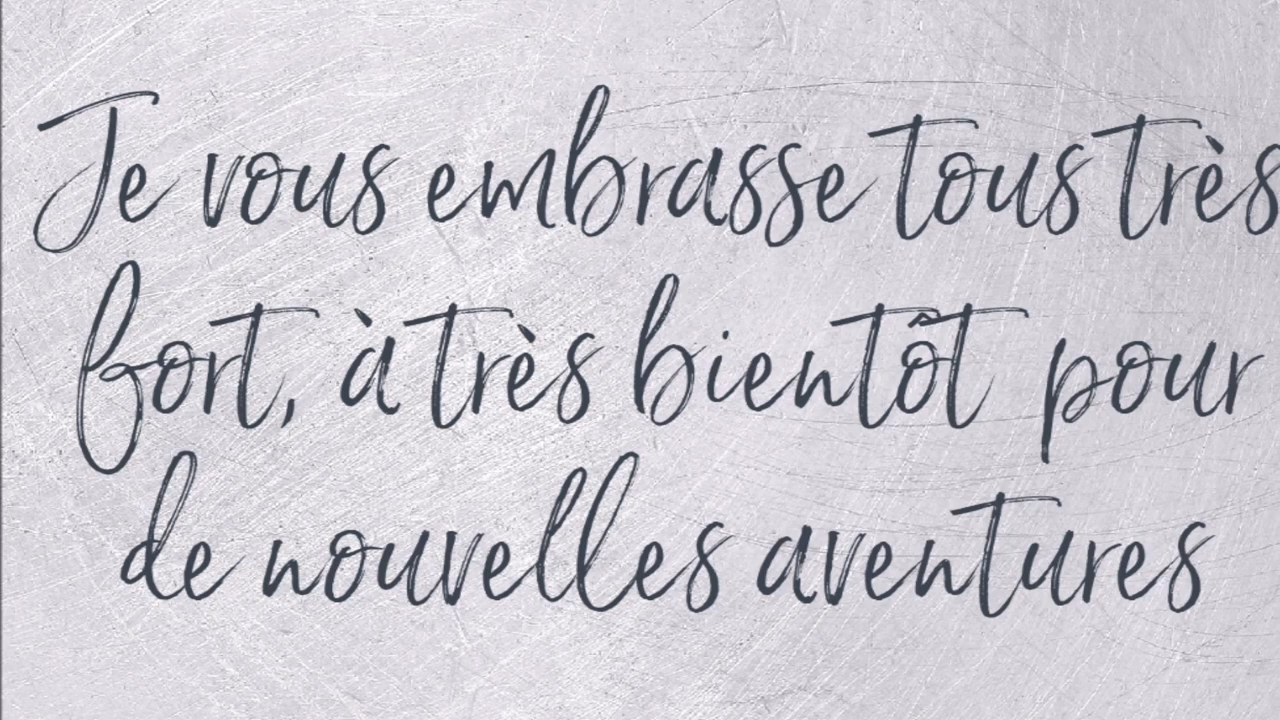 Je vous embrasse tous très
fort, à très bientôt pour
de nouvelles aventures